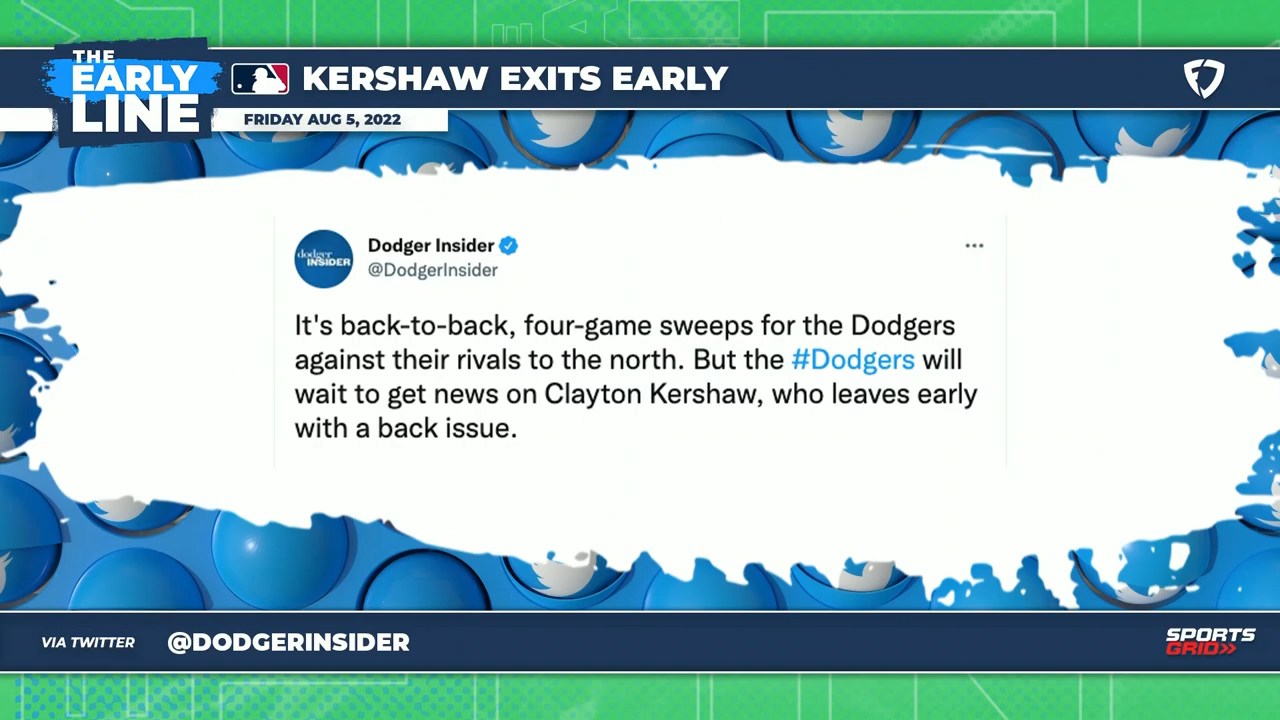 THE
EARLY
LINE
KERSHAW EXITS EARLY
FRIDAY AUG 5, 2022
dodger
INSIDER
Dodger Insider
@DodgerInsider
It's back-to-back, four-game sweeps for the Dodgers
against their rivals to the north. But the #Dodgers will
wait to get news on Clayton Kershaw, who leaves early
with a back issue.
VIA TWITTER
@DODGERINSIDER
SPORTS
GRID